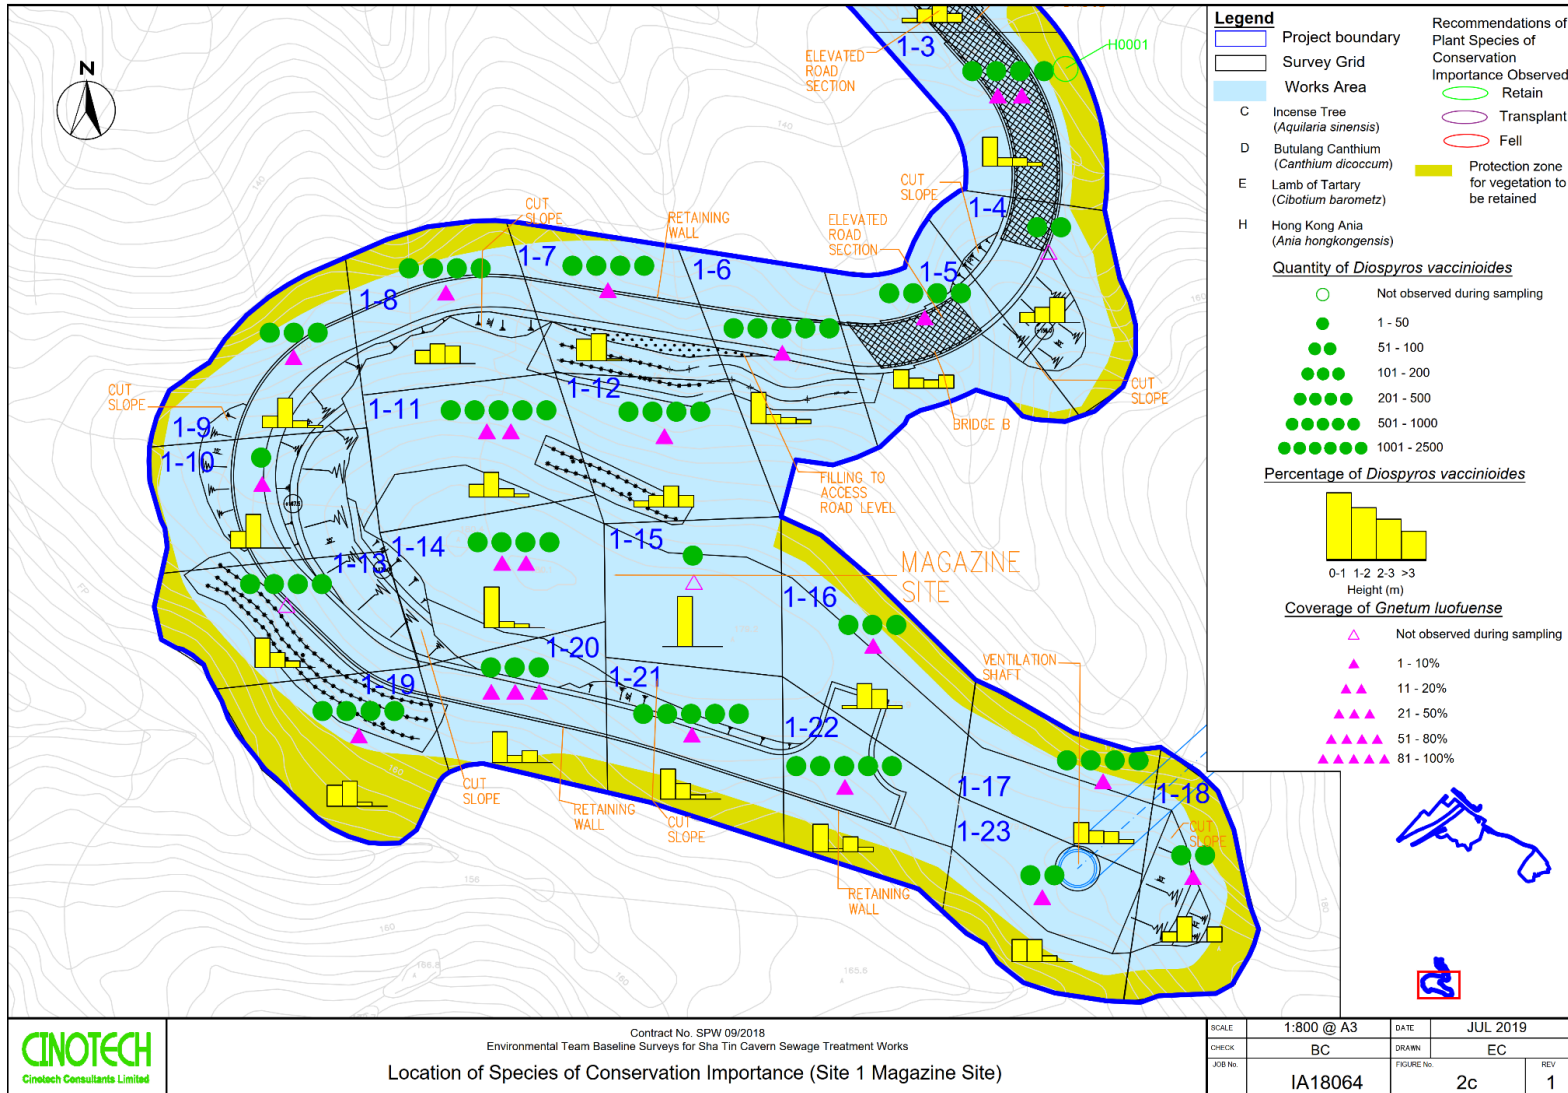 N
1-3
ELEVATED
ROAD
SECTION
H0001
140
CUT
SLOPE
1-4
CUT
SLOPE
RETAINING
WALL
ELEVATED
ROAD
SECTION
1-7
1-6
1-5
1-8
160
CUT
SLOPE
1-12
1-11
CUT
SLOPE
BRIDGE B
1-9
1-10
FILLING TO
ACCESS
ROAD LEVEL
1-15
1-14
1-13
MAGAZINE
SITE
1-16
FP
1-20
1-21
VENTILATION
SHAFT
1-19
1-22
160
CUT
SLOPE
RETAINING
WALL
CUT
SLOPE
1-17
1-18
1-23
CUT
SLOPE
RETAINING
WALL
156
160
180
165.6
160
Legend
Project boundary
Survey Grid
Works Area
C Incense Tree
(Aquilaria sinensis)
D Butulang Canthium
(Canthium dicoccum)
E Lamb of Tartary
(Cibotium barometz)
H Hong Kong Ania
(Ania hongkongensis)
Recommendations of
Plant Species of
Conservation
Importance Observed
Retain
Transplant
Fell
Protection zone
for vegetation to
be retained
Quantity of Diospyros vaccinioides
Not observed during sampling
1 - 50
51 - 100
101 - 200
201 - 500
501 - 1000
1001 - 2500
Percentage of Diospyros vaccinioides
0-1 1-2 2-3 >3
Height (m)
Coverage of Gnetum luofuense
Not observed during sampling
1 - 10%
11 - 20%
21 - 50%
51 - 80%
81 - 100%
CINOTECH
Cinotech Consultants Limited
Contract No. SPW 09/2018
Environmental Team Baseline Surveys for Sha Tin Cavern Sewage Treatment Works
Location of Species of Conservation Importance (Site 1 Magazine Site)
SCALE 1:800 @ A3 DATE JUL 2019
CHECK BC DRAWN EC
JOB No. IA18064 FIGURE No. 2c REV 1